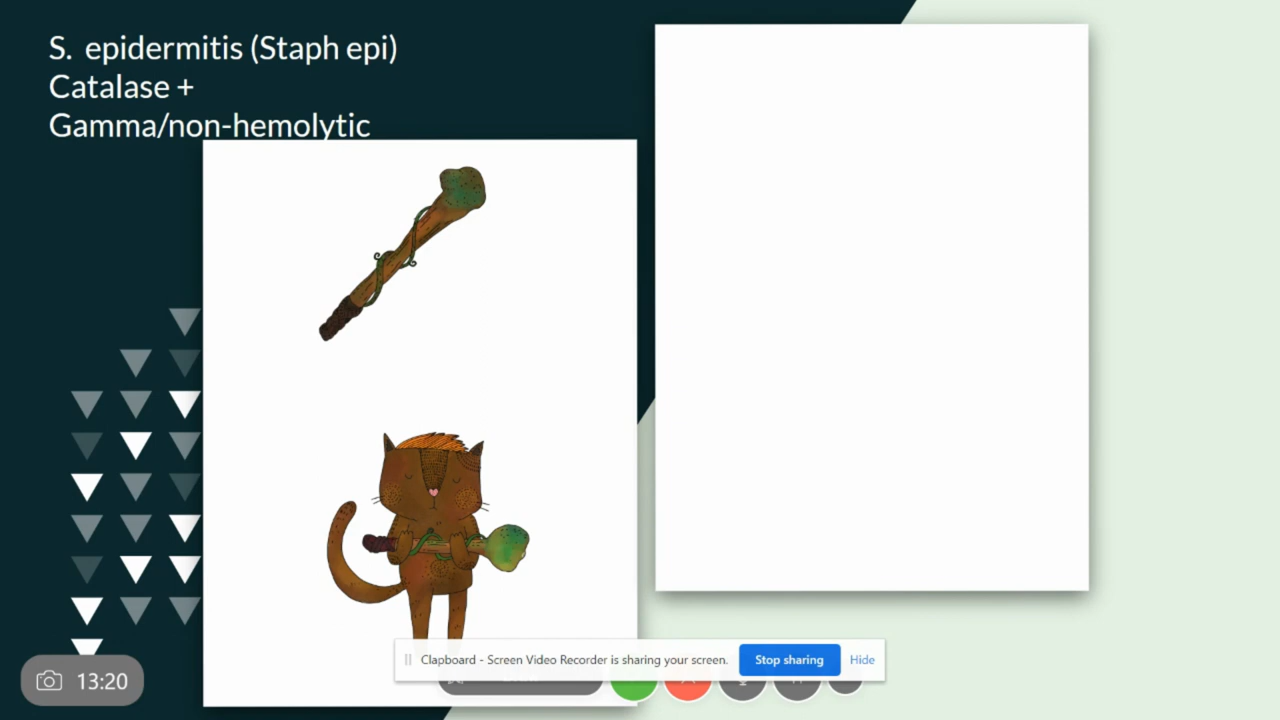 S. epidermitis (Staph epi)
Catalase +
Gamma/non-hemolytic
Clapboard - Screen Video Recorder is sharing your screen. Stop sharing Hide
13:20